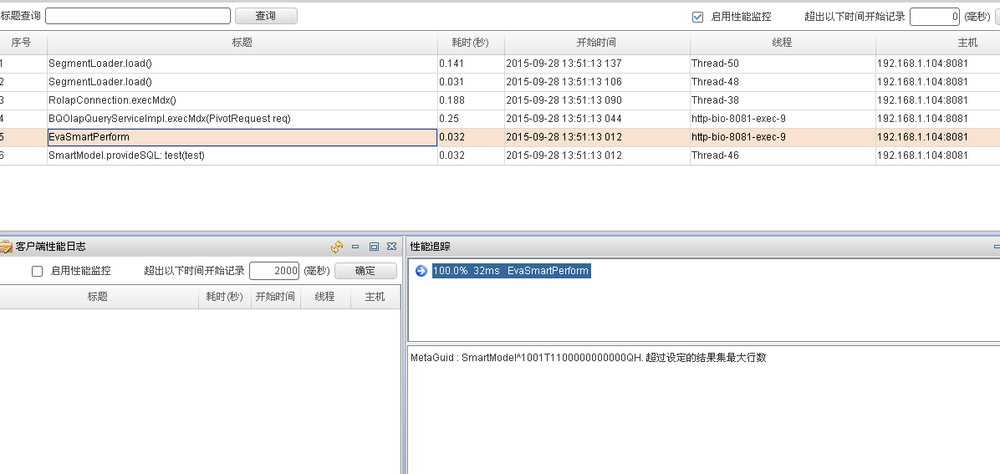 标题查询 查询 启用性能监控 超出以下时间开始记录 0 (毫秒)
序号 标题 耗时(秒) 开始时间 线程 主机
1 SegmentLoader.load() 0.141 2015-09-28 13:51:13 137 Thread-50 192.168.1.104:8081
2 SegmentLoader.load() 0.031 2015-09-28 13:51:13 106 Thread-48 192.168.1.104:8081
3 RolapConnection.execMdx() 0.188 2015-09-28 13:51:13 090 Thread-38 192.168.1.104:8081
4 BQOlapQueryServiceImpl.execMdx(PivotRequest req) 0.25 2015-09-28 13:51:13 044 http-bio-8081-exec-9 192.168.1.104:8081
5 EvaSmartPerform 0.032 2015-09-28 13:51:13 012 http-bio-8081-exec-9 192.168.1.104:8081
6 SmartModel.provideSQL: test(test) 0.032 2015-09-28 13:51:13 012 Thread-46 192.168.1.104:8081
客户端性能日志
启用性能监控 超出以下时间开始记录 2000 (毫秒) 确定
标题 耗时(秒) 开始时间 线程 主机
性能追踪
100.0% 32ms EvaSmartPerform
MetaGuid : SmartModel^1001T1100000000000QH. 超过设定的结果集最大行数